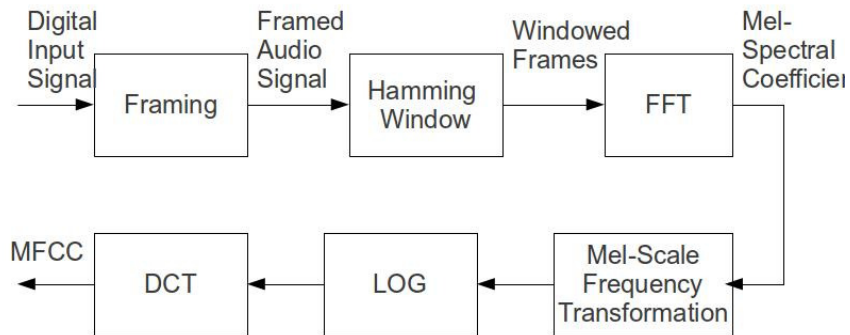 Digital
Input
Signal
Framing
Framed
Audio
Signal
Hamming
Window
Windowed
Frames
FFT
Mel-
Spectral
Coefficier
Mel-Scale
Frequency
Transformation
LOG
DCT
MFCC